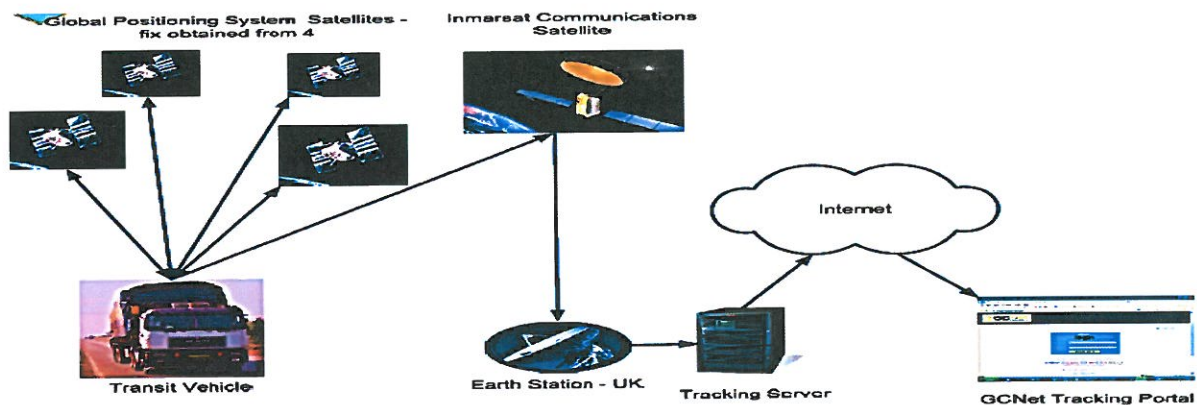 Global Positioning System Satellites -
fix obtained from 4
Inmarsat Communications
Satellite
Internet
Transit Vehicle
Earth Station - UK
Tracking Server
GCNet Tracking Portal